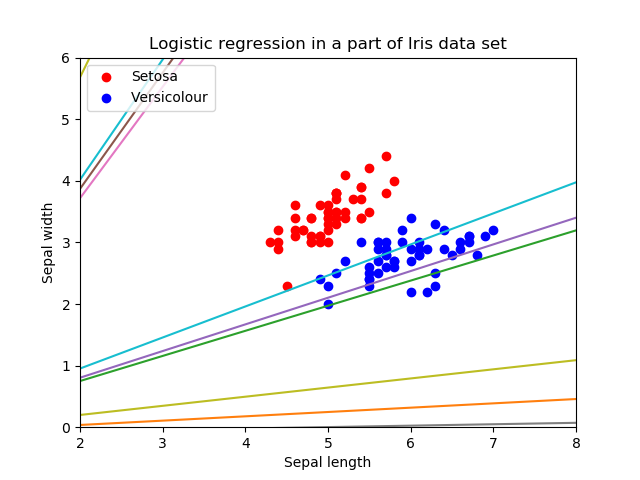 Logistic regression in a part of Iris data set
Setosa
Versicolour
Sepal width
6
5
4
3
2
1
0
2
3
4
5
6
7
8
Sepal length